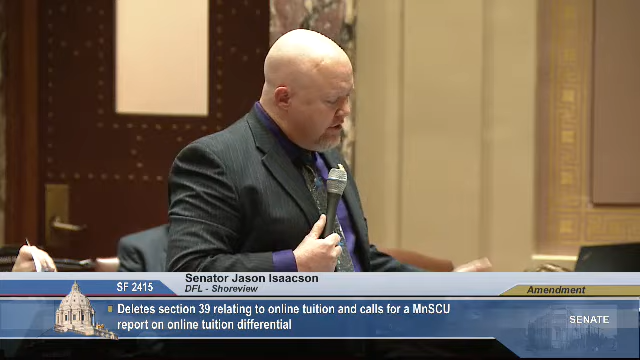 Senator Jason Isaacson
SF 2415
DFL - Shoreview
Amendment
Deletes section 39 relating to online tuition and calls for a MnSCU
report on online tuition differential
SENATE